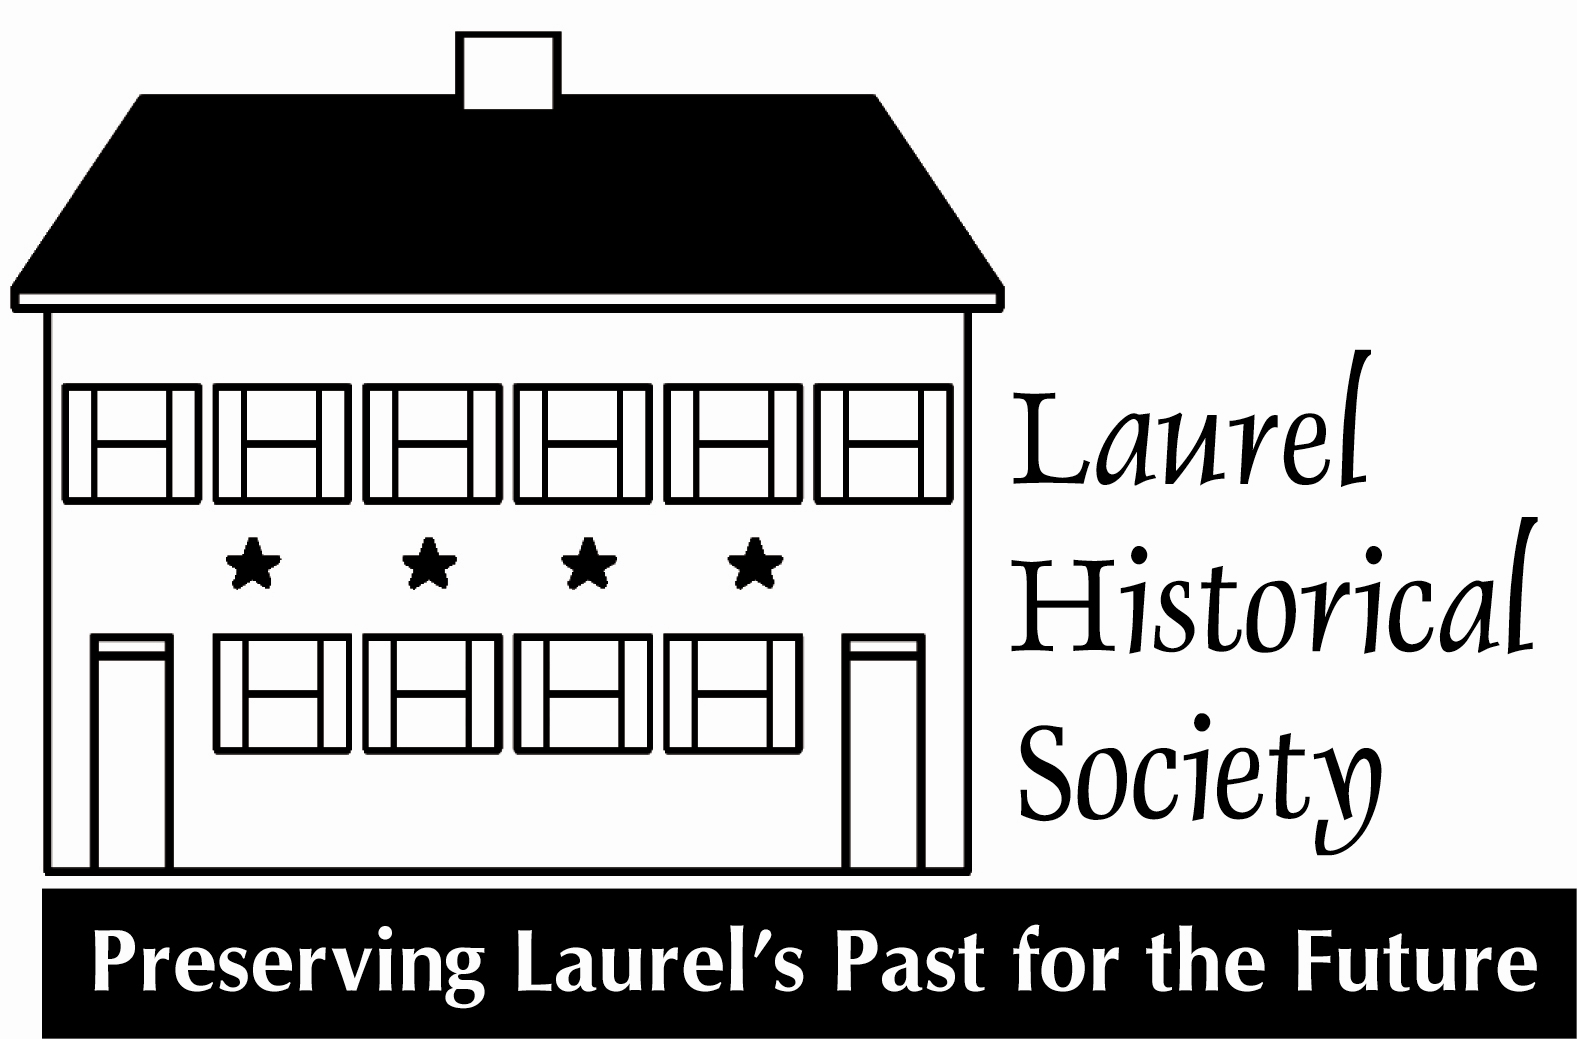 Laurel
Historical
Society
Preserving Laurel's Past for the Future